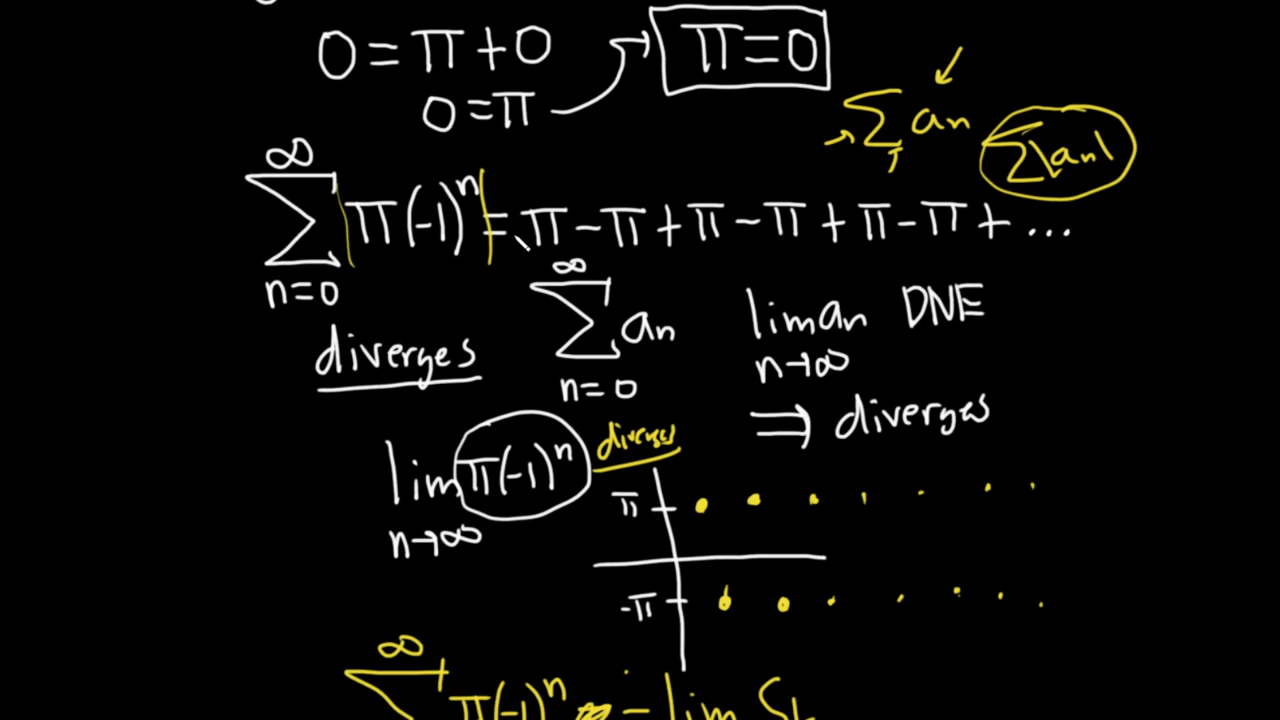 0 = π + 0
0 = π → π = 0
∑ aₙ
∑|aₙ|
∞
∑ π(-1)ⁿ = π - π + π - π + π - π + ...
n=0
∞
∑ aₙ
n=0
lim aₙ DNE
n→∞
diverges
⇒ diverges
lim π(-1)ⁿ diverges
n→∞
π
-π
∞
∑ π(-1)ⁿ = lim